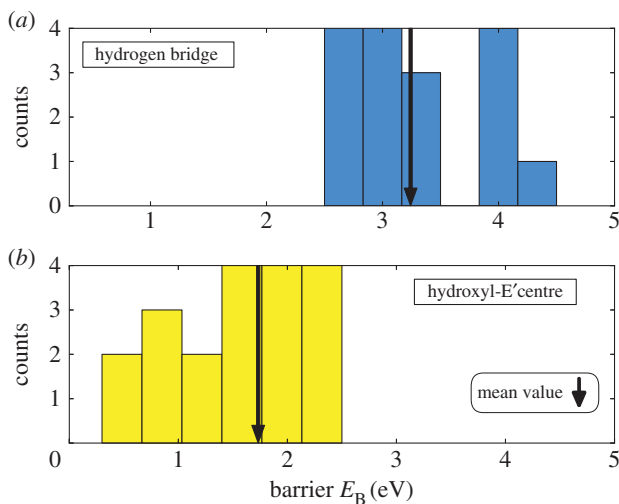 (a)
4
hydrogen bridge
3
counts
2
1
1 2 3 4 5
(b)
4
hydroxyl-E′centre
3
counts
2
mean value
1
0 0 1 2 3 4 5
barrier E_B (eV)